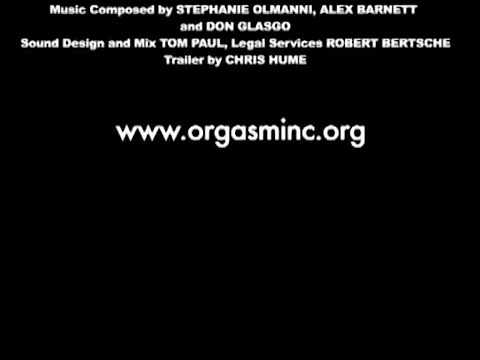 Music Composed by STEPHANIE OLMANNI, ALEX BARNETT
and DON GLASGO
Sound Design and Mix TOM PAUL, Legal Services ROBERT BERTSCHE
Trailer by CHRIS HUME
www.orgasminc.org